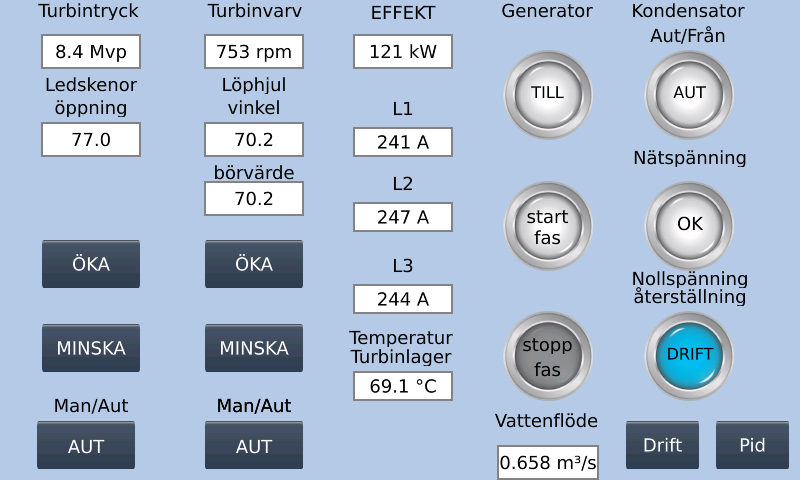 Turbintryck
8.4 Mvp
Ledskenor
öppning
77.0
ÖKA
MINSKA
Man/Aut
AUT
Turbinvarv
753 rpm
Löphjul
vinkel
70.2
börvärde
70.2
ÖKA
MINSKA
Man/Aut
AUT
EFFEKT
121 kW
L1
241 A
L2
247 A
L3
244 A
Temperatur
Turbinlager
69.1 °C
Generator
TILL
start
fas
stopp
fas
Vattenflöde
0.658 m³/s
Kondensator
Aut/Från
AUT
Nätspänning
OK
Nollspänning
återställning
DRIFT
Drift
Pid